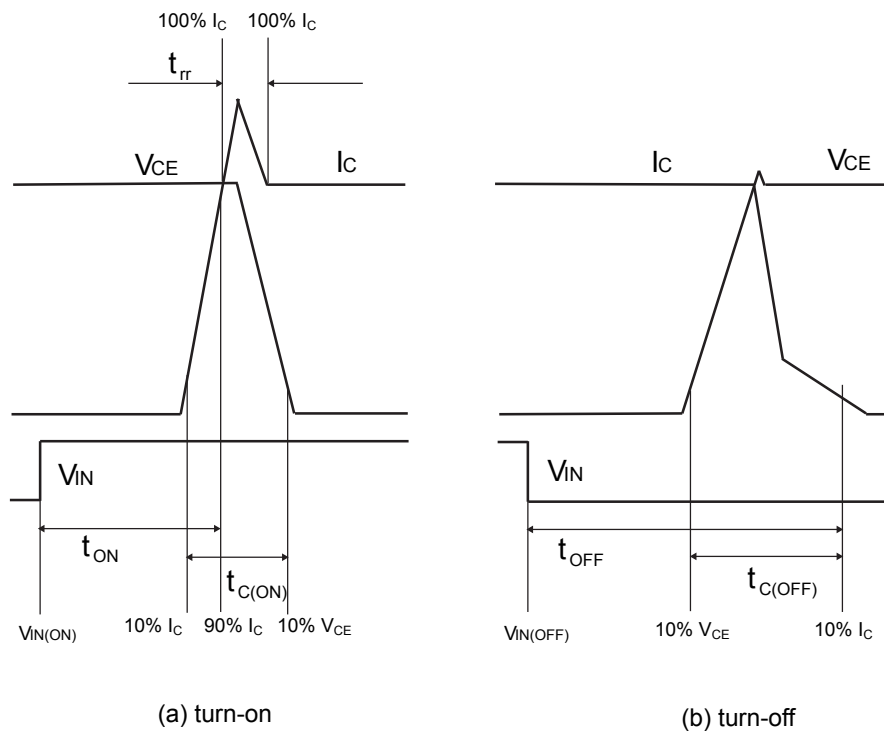 100% IC 100% IC
trr
VCE IC
VIN
tON
tC(ON)
VIN(ON) 10% IC 90% IC 10% VCE
(a) turn-on
IC VCE
VIN
tOFF
tC(OFF)
VIN(OFF) 10% VCE 10% IC
(b) turn-off